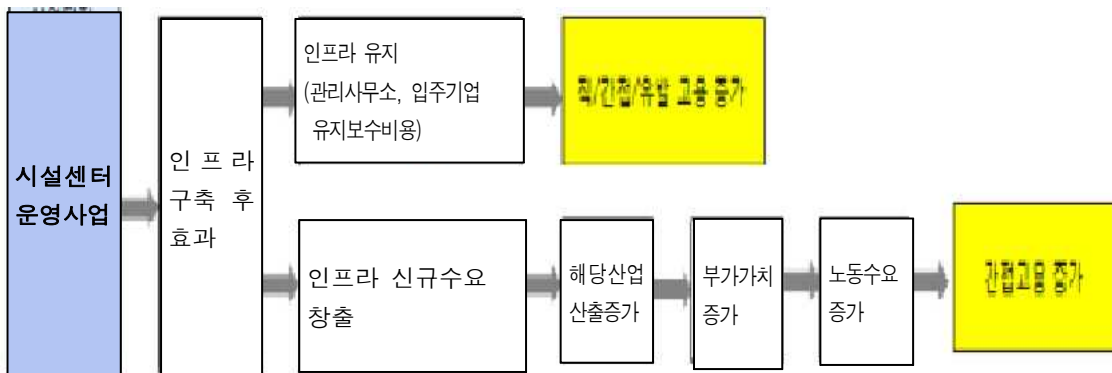 시설센터
운영사업
인 프 라
구축 후
효과
인프라 유지
(관리사무소, 입주기업
유지보수비용)
직/간접/유발 고용 증가
인프라 신규수요
창출
해당산업
산출증가
부가가치
증가
노동수요
증가
간접고용 증가